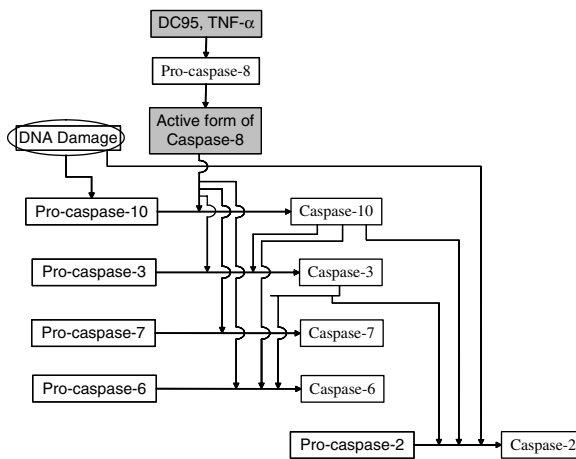 DC95, TNF-α
Pro-caspase-8
Active form of
Caspase-8
DNA Damage
Pro-caspase-10
Caspase-10
Pro-caspase-3
Caspase-3
Pro-caspase-7
Caspase-7
Pro-caspase-6
Caspase-6
Pro-caspase-2
Caspase-2